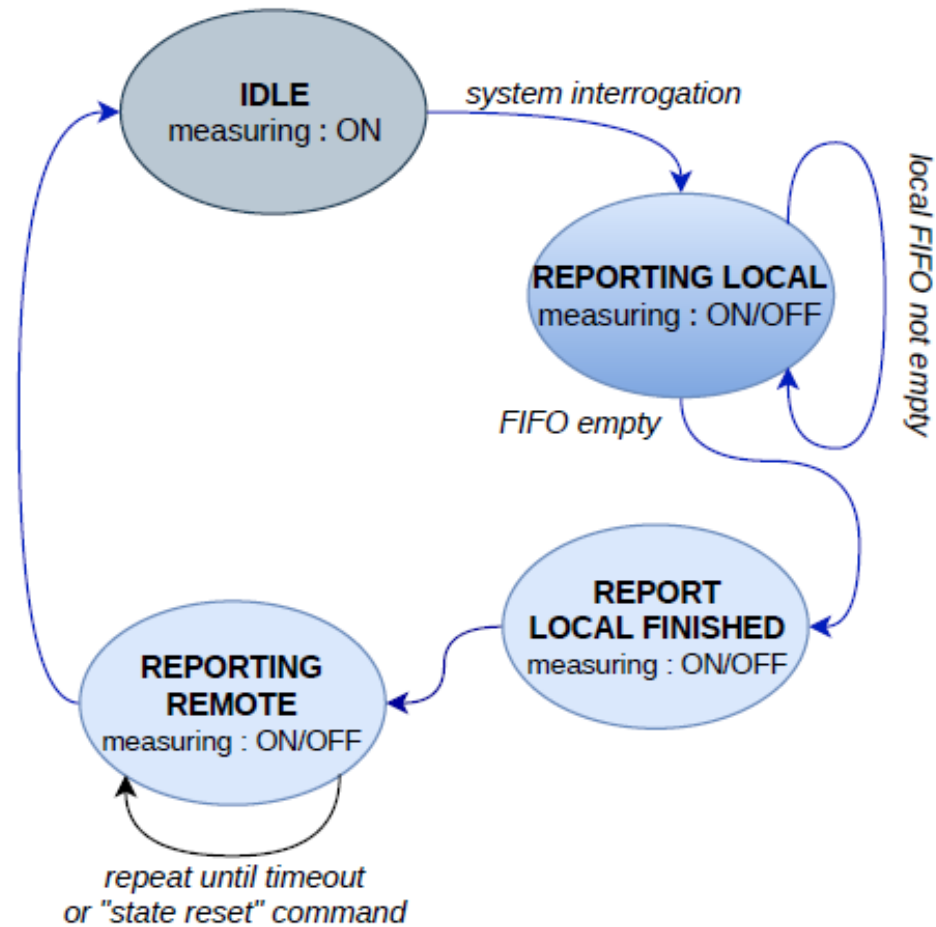 IDLE
measuring : ON
system interrogation
REPORTING LOCAL
measuring : ON/OFF
local FIFO not empty
FIFO empty
REPORT
LOCAL FINISHED
measuring : ON/OFF
REPORTING
REMOTE
measuring : ON/OFF
repeat until timeout
or "state reset" command